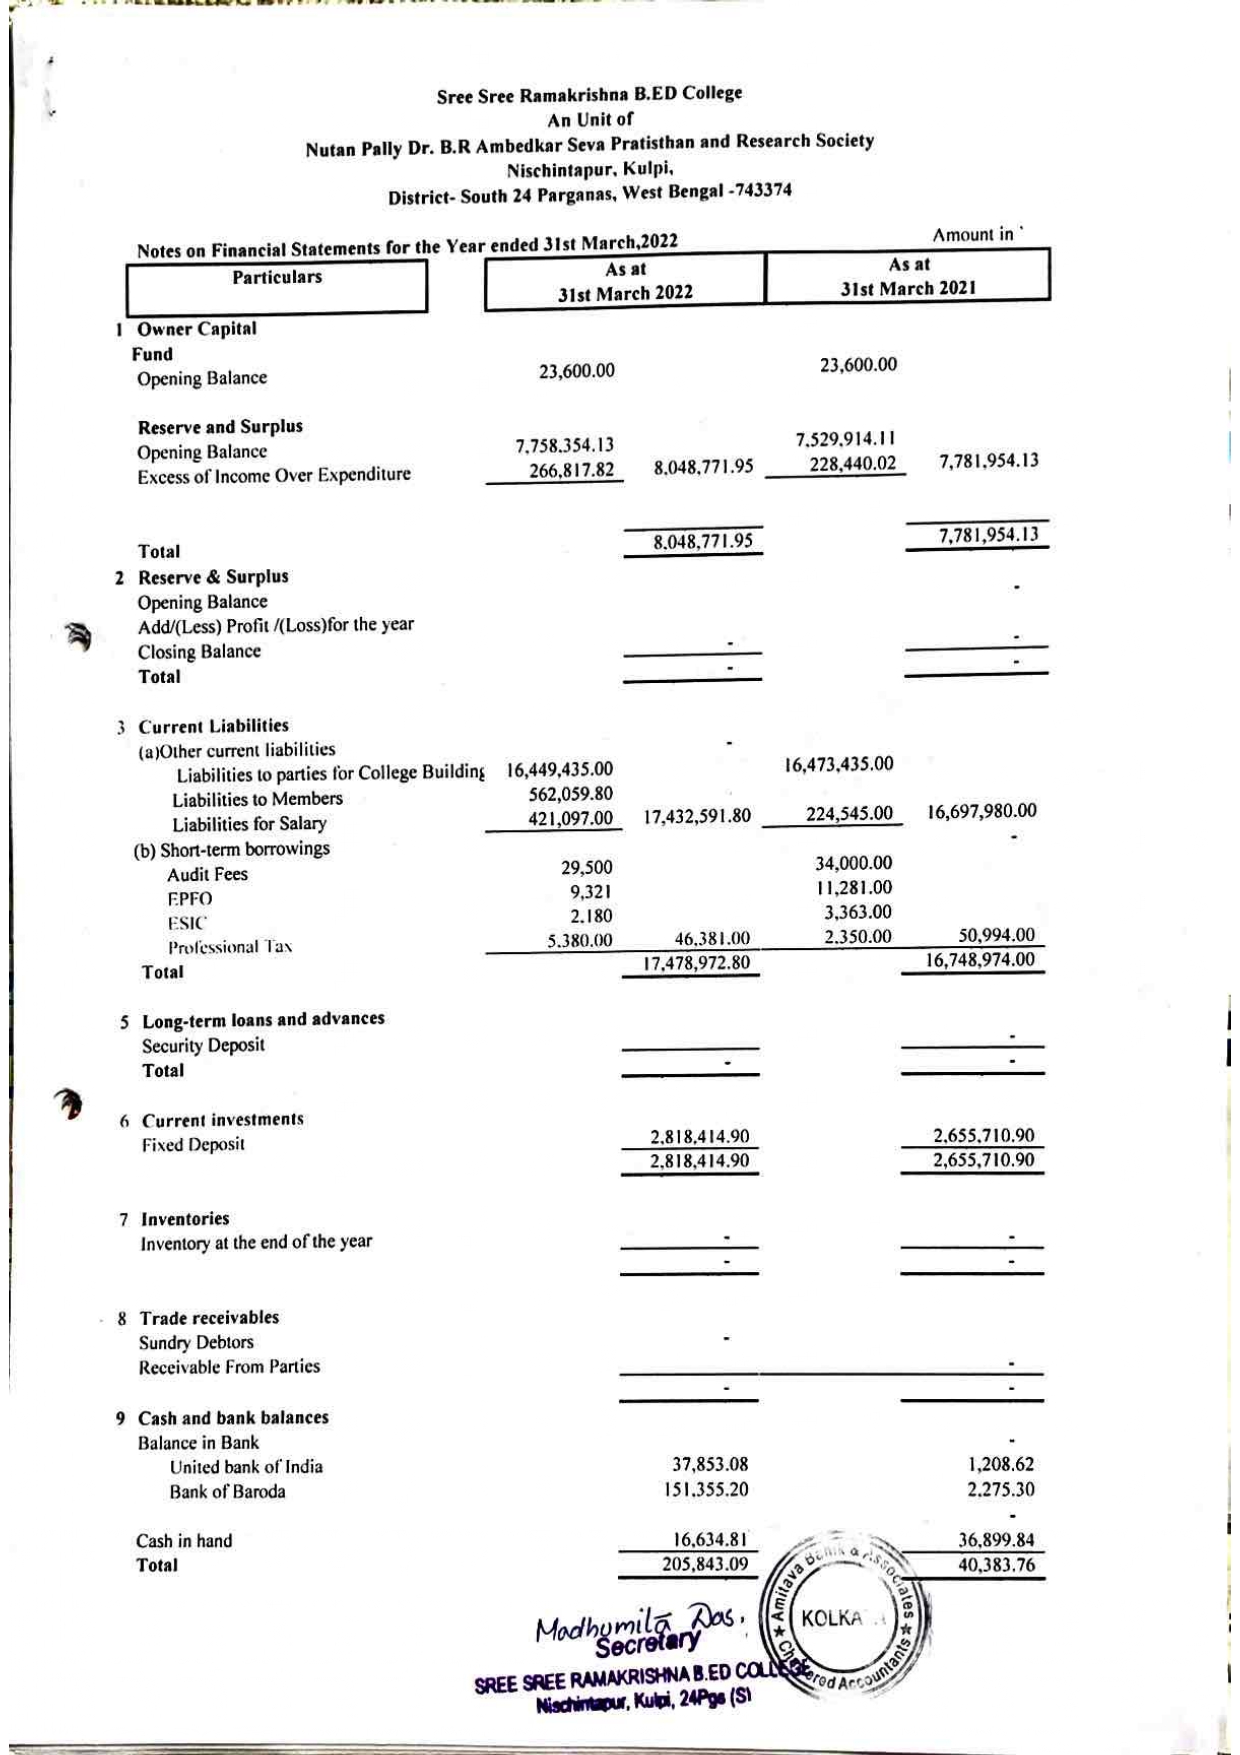 Sree Sree Ramakrishna B.ED College
An Unit of
Nutan Pally Dr. B.R Ambedkar Seva Pratisthan and Research Society
Nischintapur, Kulpi,
District- South 24 Parganas, West Bengal -743374
Notes on Financial Statements for the Year ended 31st March,2022 Amount in `
Particulars As at 31st March 2022 As at 31st March 2021
1 Owner Capital
Fund
Opening Balance 23,600.00 23,600.00
Reserve and Surplus
Opening Balance 7,758,354.13 7,529,914.11
Excess of Income Over Expenditure 266,817.82 8,048,771.95 228,440.02 7,781,954.13
Total 8,048,771.95 7,781,954.13
2 Reserve & Surplus -
Opening Balance
Add/(Less) Profit /(Loss)for the year
Closing Balance - -
Total - -
3 Current Liabilities
(a)Other current liabilities -
Liabilities to parties for College Building 16,449,435.00 16,473,435.00
Liabilities to Members 562,059.80
Liabilities for Salary 421,097.00 17,432,591.80 224,545.00 16,697,980.00
(b) Short-term borrowings -
Audit Fees 29,500 34,000.00
EPFO 9,321 11,281.00
ESIC 2,180 3,363.00
Professional Tax 5,380.00 46,381.00 2,350.00 50,994.00
Total 17,478,972.80 16,748,974.00
5 Long-term loans and advances
Security Deposit -
Total - -
6 Current investments
Fixed Deposit 2,818,414.90 2,655,710.90
2,818,414.90 2,655,710.90
7 Inventories
Inventory at the end of the year - -
- -
8 Trade receivables
Sundry Debtors -
Receivable From Parties -
- -
9 Cash and bank balances
Balance in Bank -
United bank of India 37,853.08 1,208.62
Bank of Baroda 151,355.20 2,275.30
-
Cash in hand 16,634.81 36,899.84
Total 205,843.09 40,383.76
Madhumita Das.
Secretary
SREE SREE RAMAKRISHNA B.ED COLLEGE
Nischintapur, Kulpi, 24Pgs (S)
Amitava Banik & Associates
KOLKA
Chartered Accountants